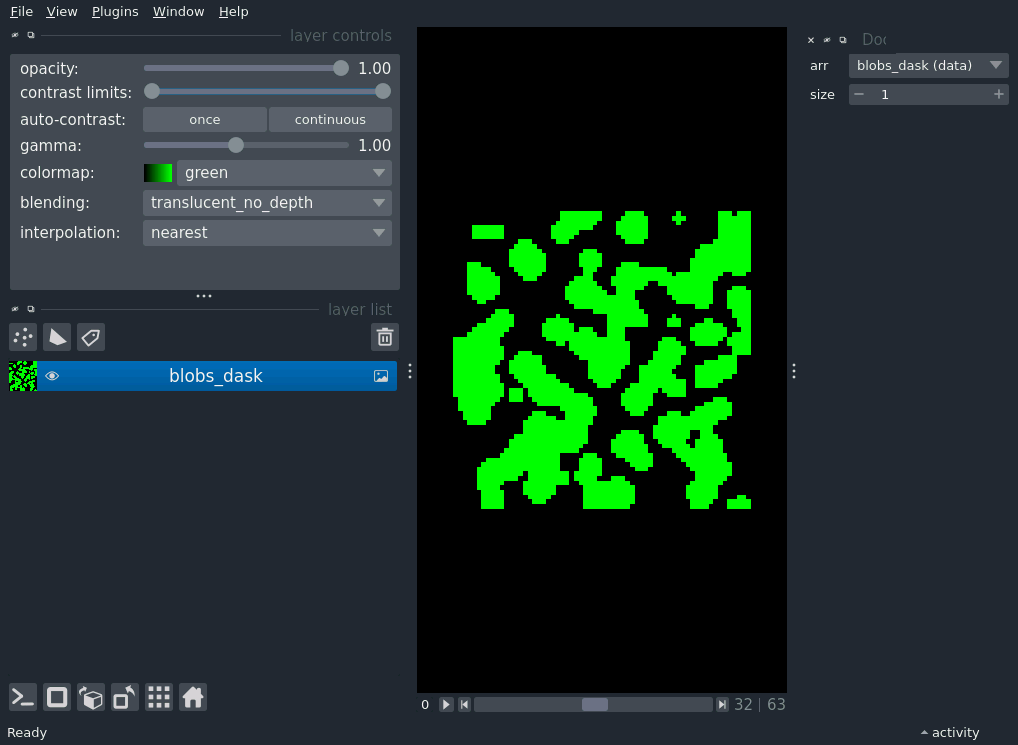 File View Plugins Window Help
layer controls
opacity: 1.00
contrast limits:
auto-contrast: once continuous
gamma: 1.00
colormap: green
blending: translucent_no_depth
interpolation: nearest
layer list
blobs_dask
0 32 | 63
arr blobs_dask (data)
size 1
Ready
activity